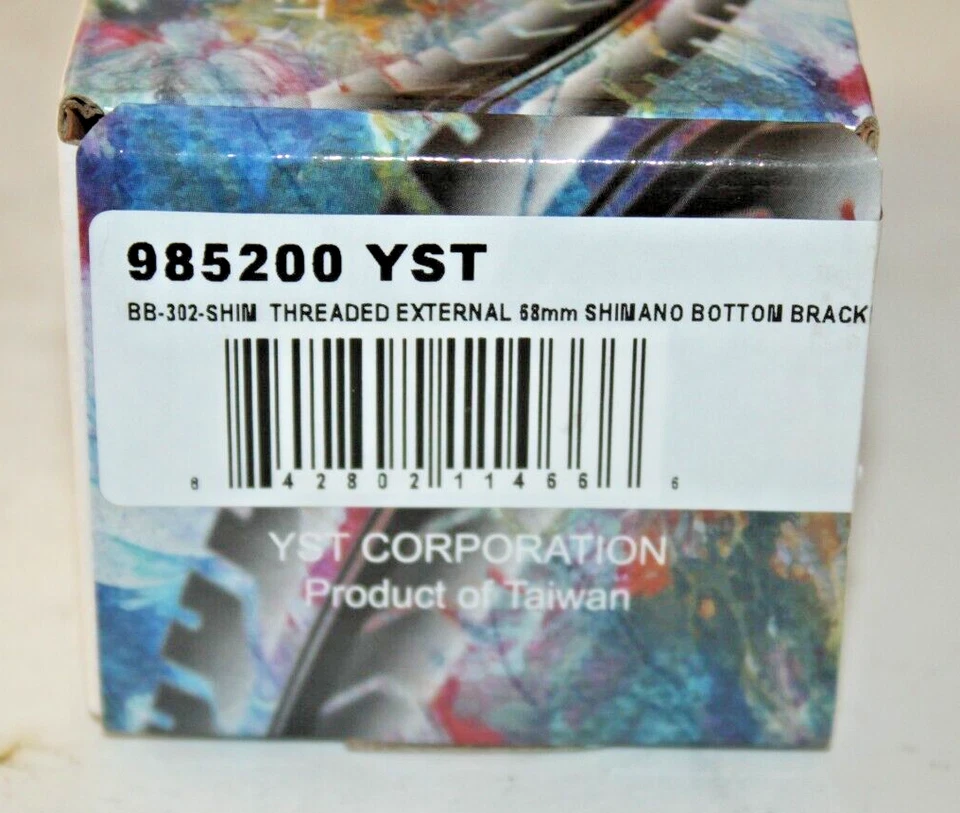 985200 YST
BB-302-SHIM THREADED EXTERNAL 68mm SHIMANO BOTTOM BRACK
8 42802 11466 6
YST CORPORATION
Product of Taiwan